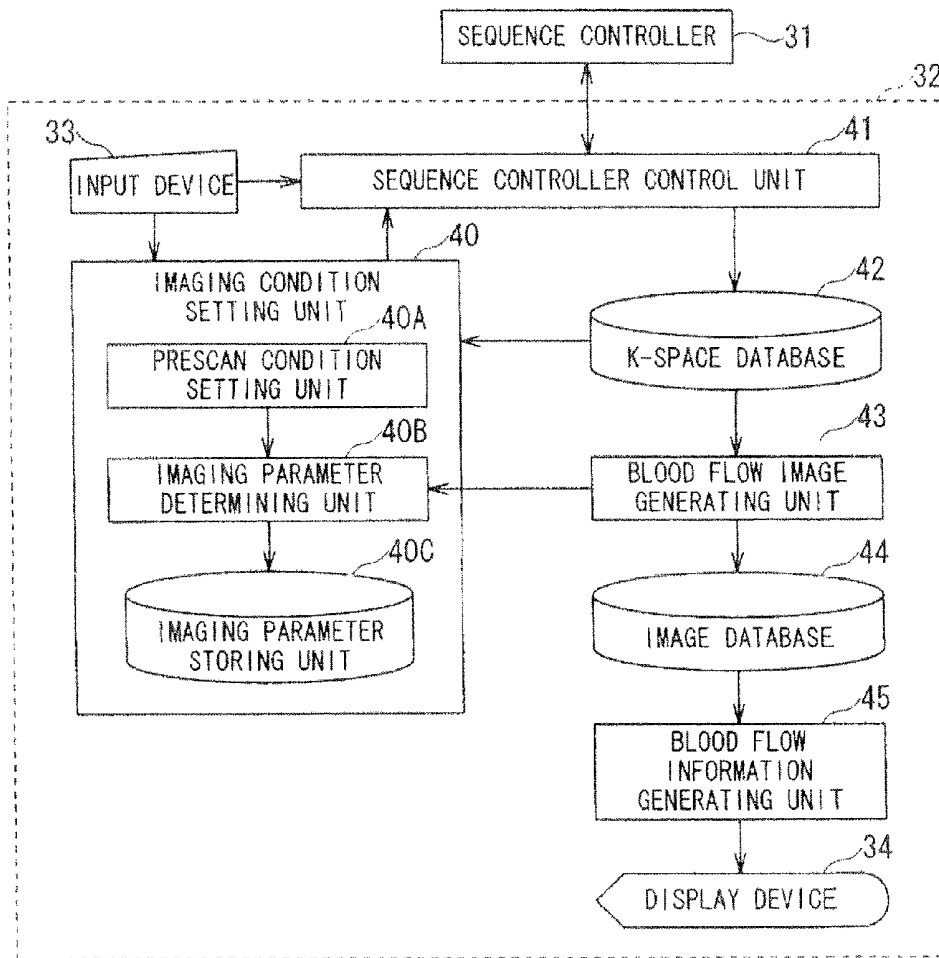 SEQUENCE CONTROLLER
31
32
33
INPUT DEVICE
41
SEQUENCE CONTROLLER CONTROL UNIT
40
IMAGING CONDITION
SETTING UNIT
40A
PRESCAN CONDITION
SETTING UNIT
40B
IMAGING PARAMETER
DETERMINING UNIT
40C
IMAGING PARAMETER
STORING UNIT
42
K-SPACE DATABASE
43
BLOOD FLOW IMAGE
GENERATING UNIT
44
IMAGE DATABASE
45
BLOOD FLOW
INFORMATION
GENERATING UNIT
34
DISPLAY DEVICE